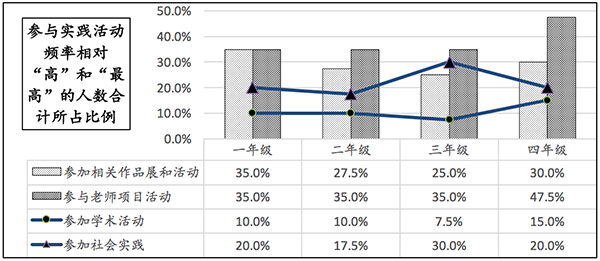 参与实践活动
频率相对
“高”和“最
高”的人数合
计所占比例
50.0%
40.0%
30.0%
20.0%
10.0%
0.0%
一年级 二年级 三年级 四年级
参加相关作品展和活动 35.0% 27.5% 25.0% 30.0%
参与老师项目活动 35.0% 35.0% 35.0% 47.5%
参加学术活动 10.0% 10.0% 7.5% 15.0%
参加社会实践 20.0% 17.5% 30.0% 20.0%